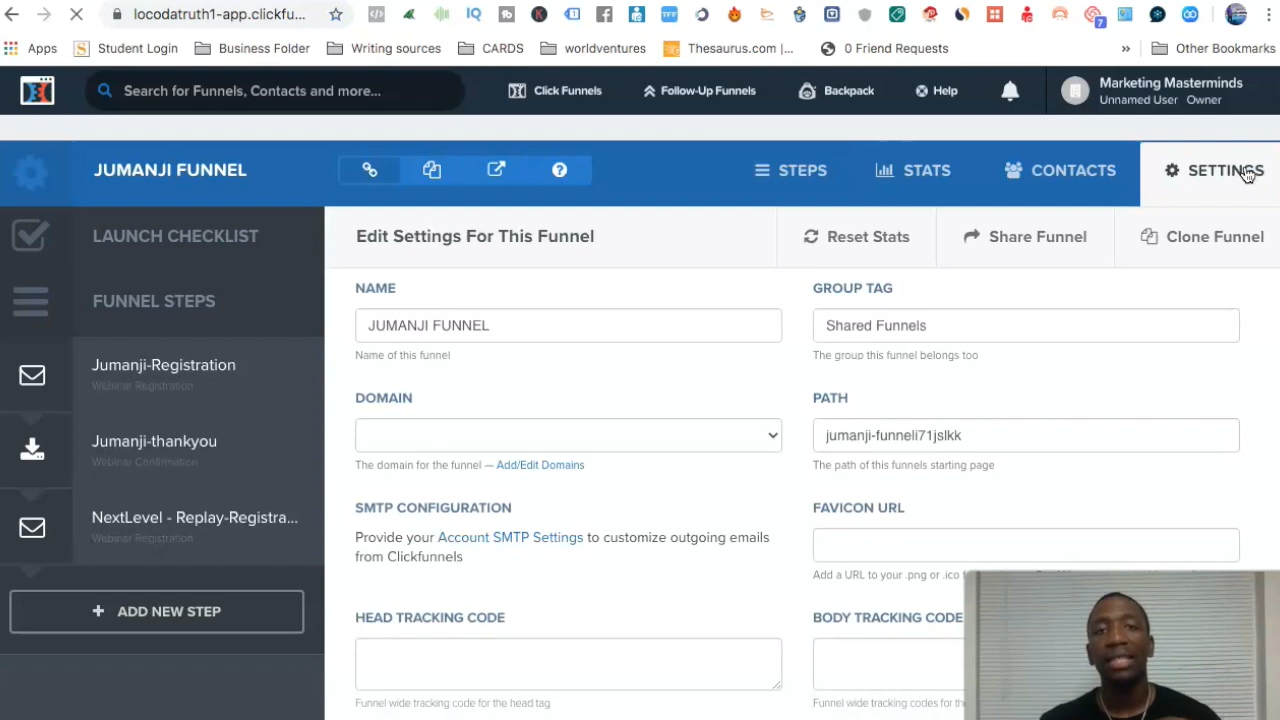 locodatruth1-app.clickfu...
7
Apps
Student Login
Business Folder
Writing sources
CARDS
worldventures
Thesaurus.com |...
0 Friend Requests
»
Other Bookmarks
Search for Funnels, Contacts and more...
Click Funnels
Follow-Up Funnels
Backpack
Help
Marketing Masterminds
Unnamed User Owner
JUMANJI FUNNEL
STEPS
STATS
CONTACTS
SETTINGS
LAUNCH CHECKLIST
Edit Settings For This Funnel
Reset Stats
Share Funnel
Clone Funnel
FUNNEL STEPS
NAME
GROUP TAG
JUMANJI FUNNEL
Shared Funnels
Name of this funnel
The group this funnel belongs too
Jumanji-Registration
Webinar Registration
DOMAIN
PATH
jumanji-funneli71jslkk
Jumanji-thankyou
Webinar Confirmation
The domain for the funnel — Add/Edit Domains
The path of this funnels starting page
NextLevel - Replay-Registra...
Webinar Registration
SMTP CONFIGURATION
FAVICON URL
Provide your Account SMTP Settings to customize outgoing emails
from Clickfunnels
Add a URL to your .png or .ico
+ ADD NEW STEP
HEAD TRACKING CODE
BODY TRACKING CODE
Funnel wide tracking code for the head tag
Funnel wide tracking codes for the